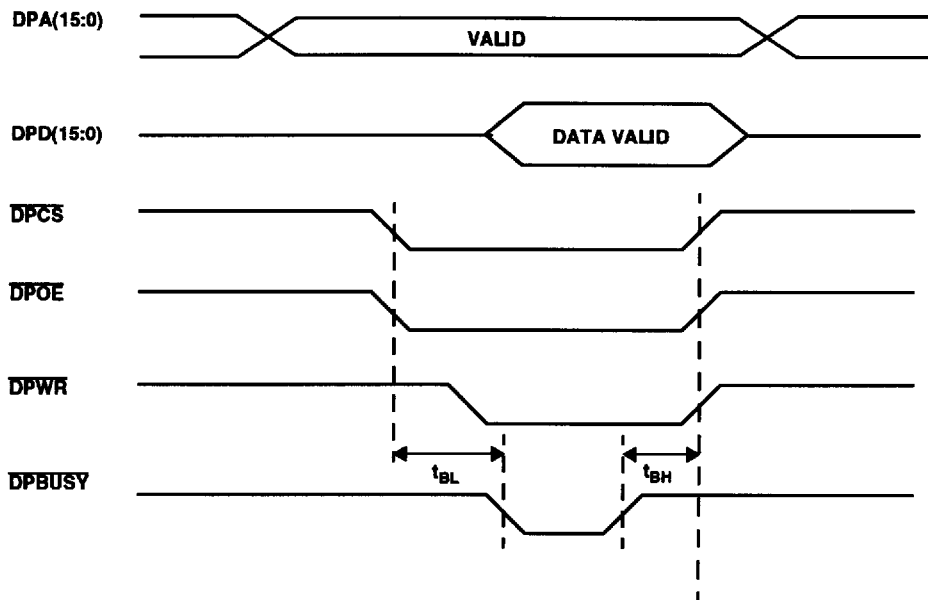 DPA(15:0)
VALID
DPD(15:0)
DATA VALID
DPCS
DPOE
DPWR
tBL
tBH
DPBUSY